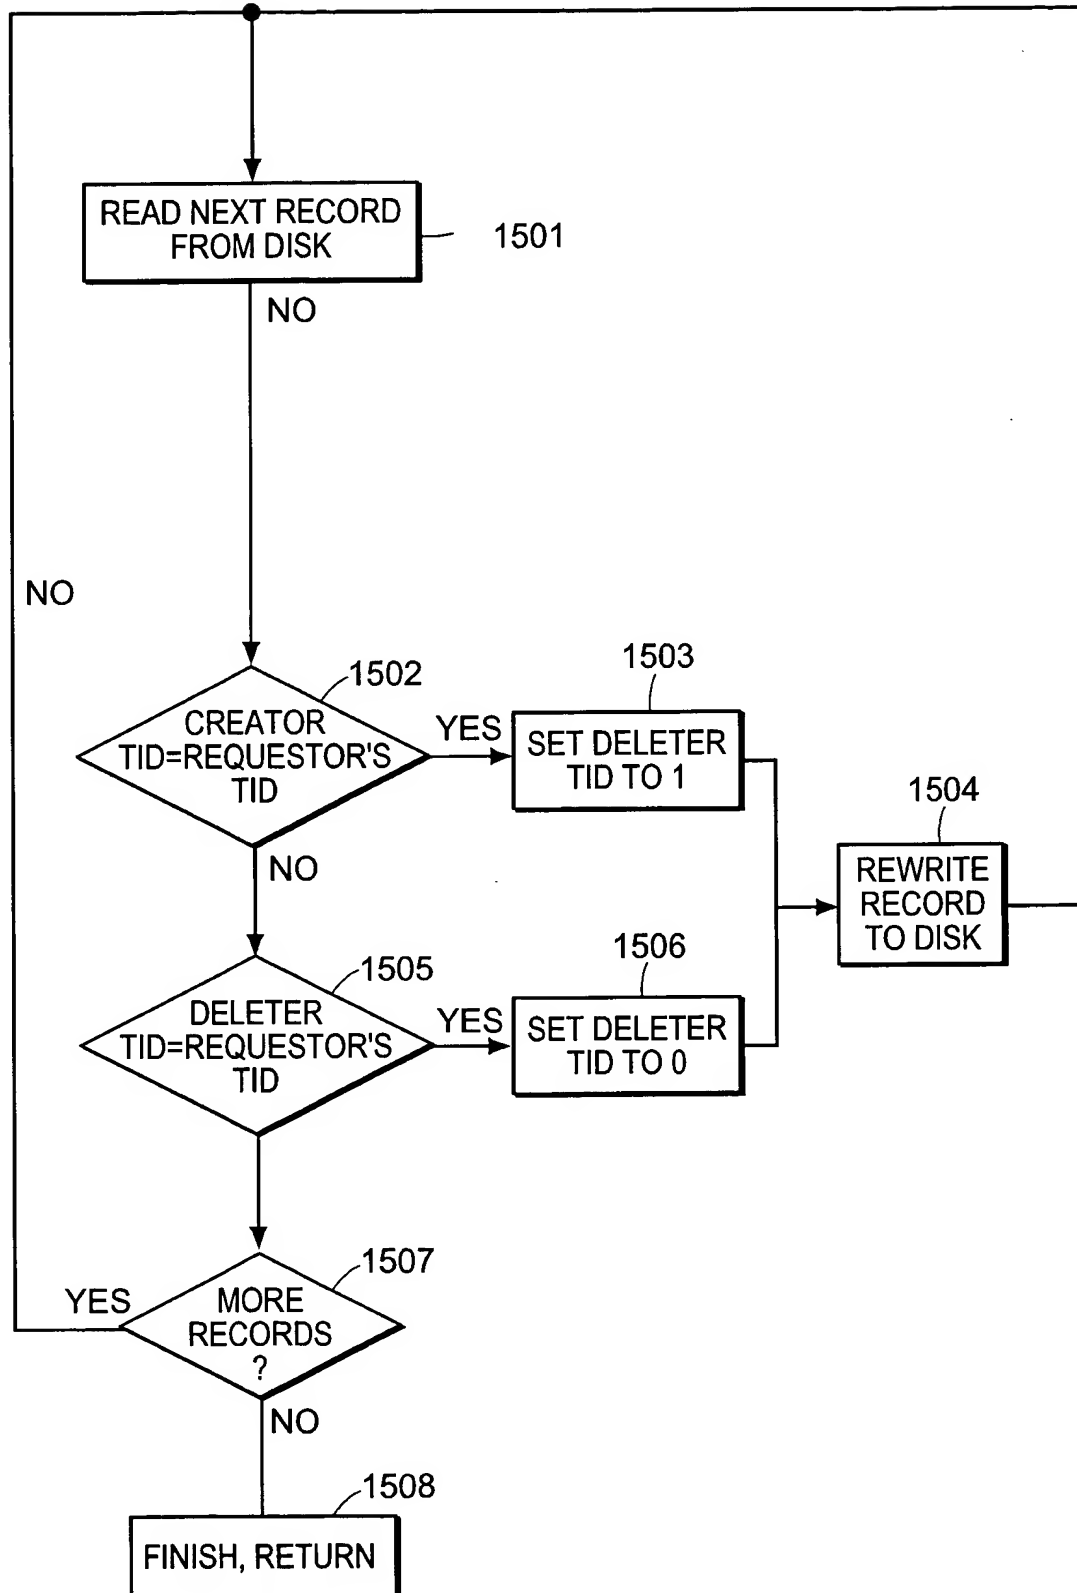 READ NEXT RECORD
FROM DISK
1501
NO
NO
1502
CREATOR
TID=REQUESTOR'S
TID
YES
1503
SET DELETER
TID TO 1
1504
REWRITE
RECORD
TO DISK
NO
1505
DELETER
TID=REQUESTOR'S
TID
YES
1506
SET DELETER
TID TO 0
1507
YES
MORE
RECORDS
?
NO
1508
FINISH, RETURN